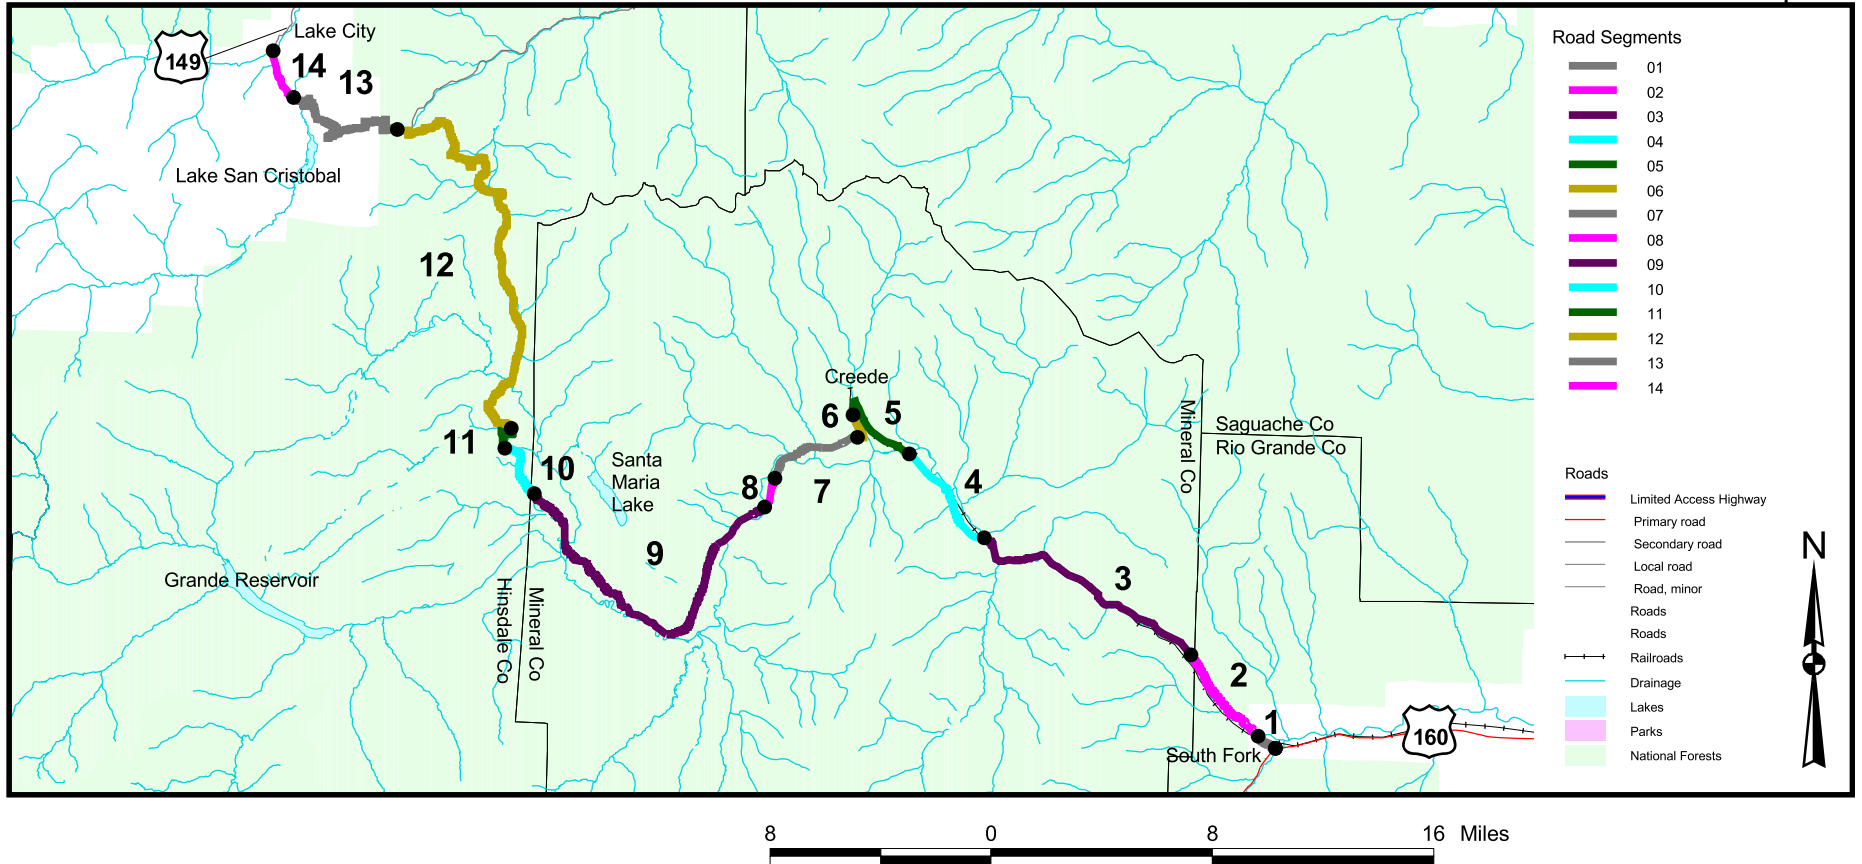 Lake City
149
14
13
Lake San Cristobal
12
Creede
6
5
11
10
Santa
Maria
Lake
8
7
4
9
3
Mineral Co
Saguache Co
Rio Grande Co
Grande Reservoir
Hinsdale Co
Mineral Co
2
1
South Fork
160
Road Segments
01
02
03
04
05
06
07
08
09
10
11
12
13
14
Roads
Limited Access Highway
Primary road
Secondary road
Local road
Road, minor
Roads
Roads
Railroads
Drainage
Lakes
Parks
National Forests
N
8 0 8 16 Miles